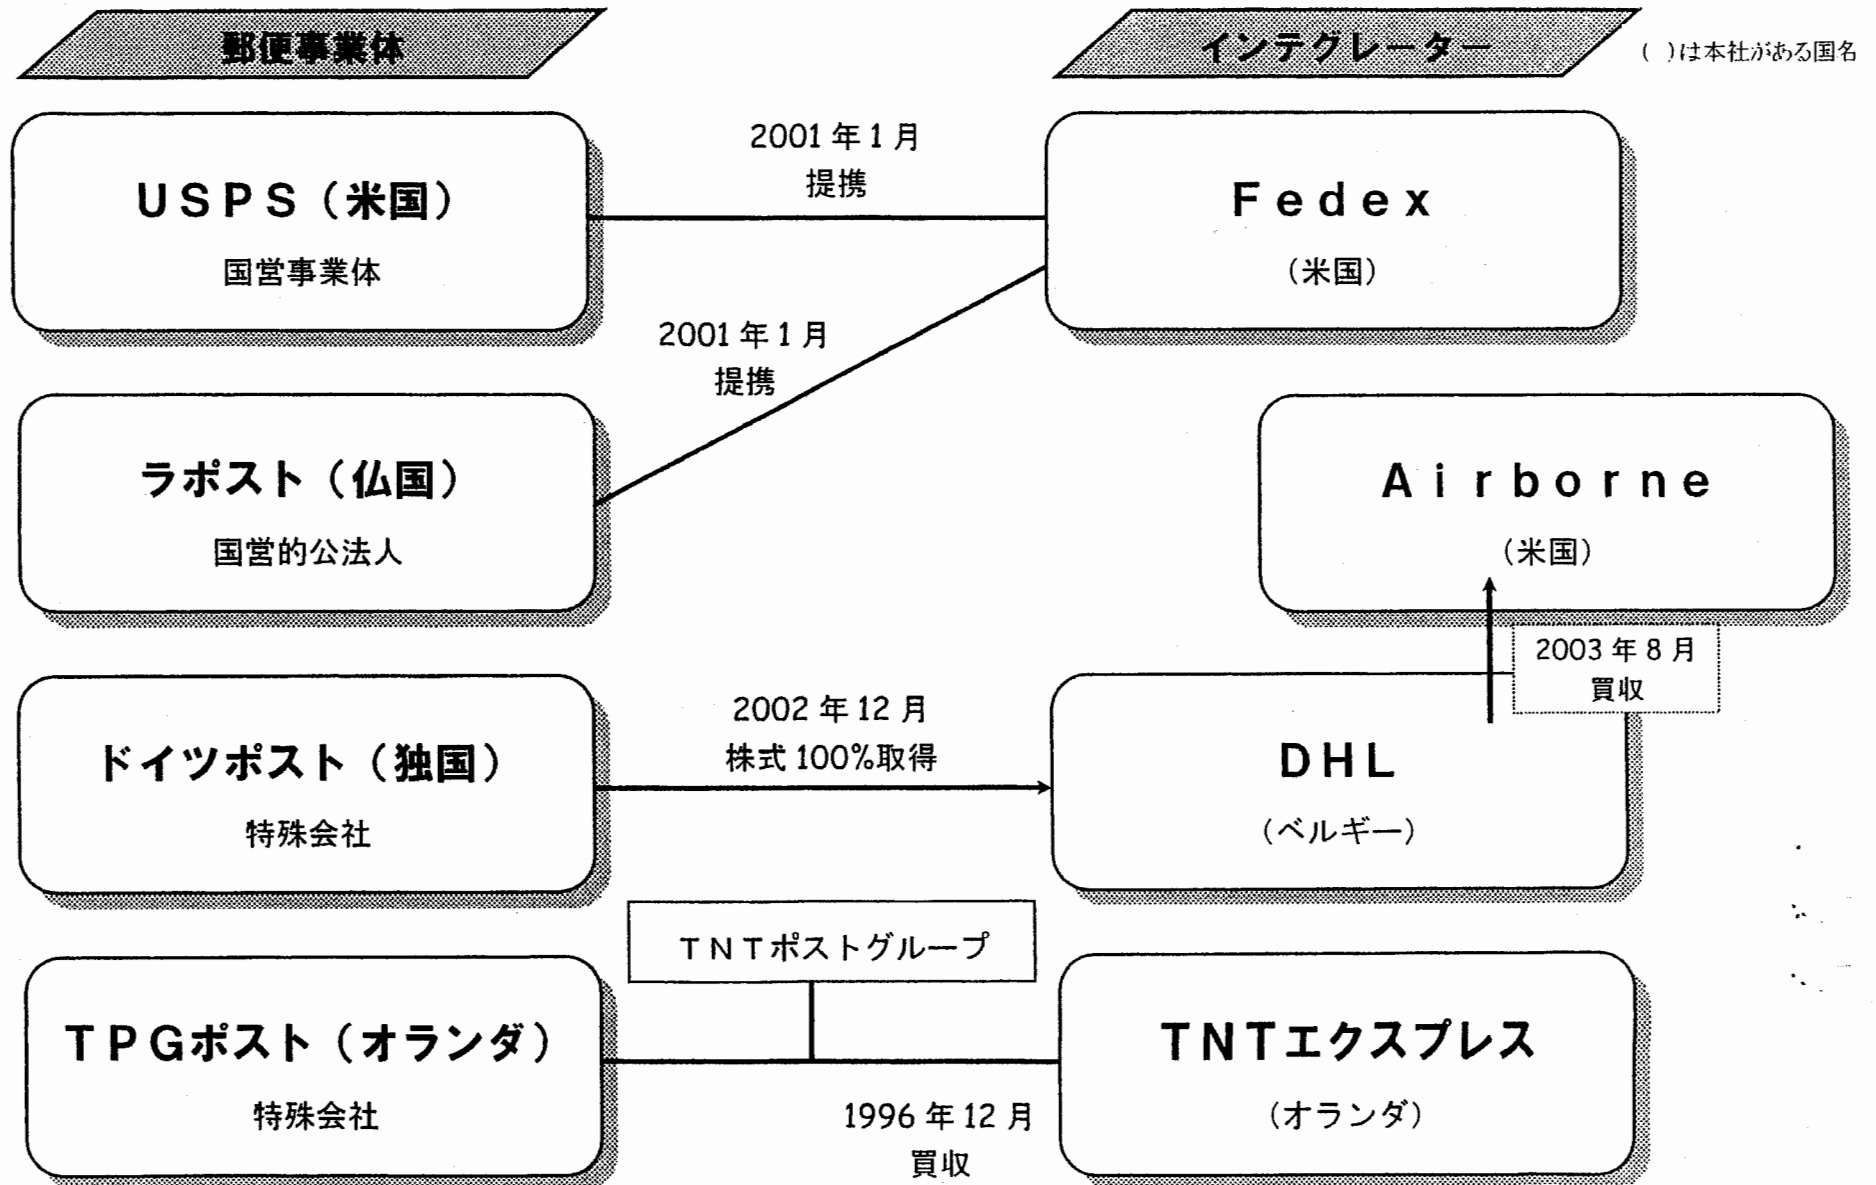 郵便事業体
インテグレーター
( )は本社がある国名
USPS（米国）
国営事業体
2001年1月
提携
Fedex
（米国）
2001年1月
提携
ラポスト（仏国）
国営的公法人
Airborne
（米国）
2003年8月
買収
ドイツポスト（独国）
特殊会社
2002年12月
株式100%取得
DHL
（ベルギー）
TNTポストグループ
TPGポスト（オランダ）
特殊会社
1996年12月
買収
TNTエクスプレス
（オランダ）